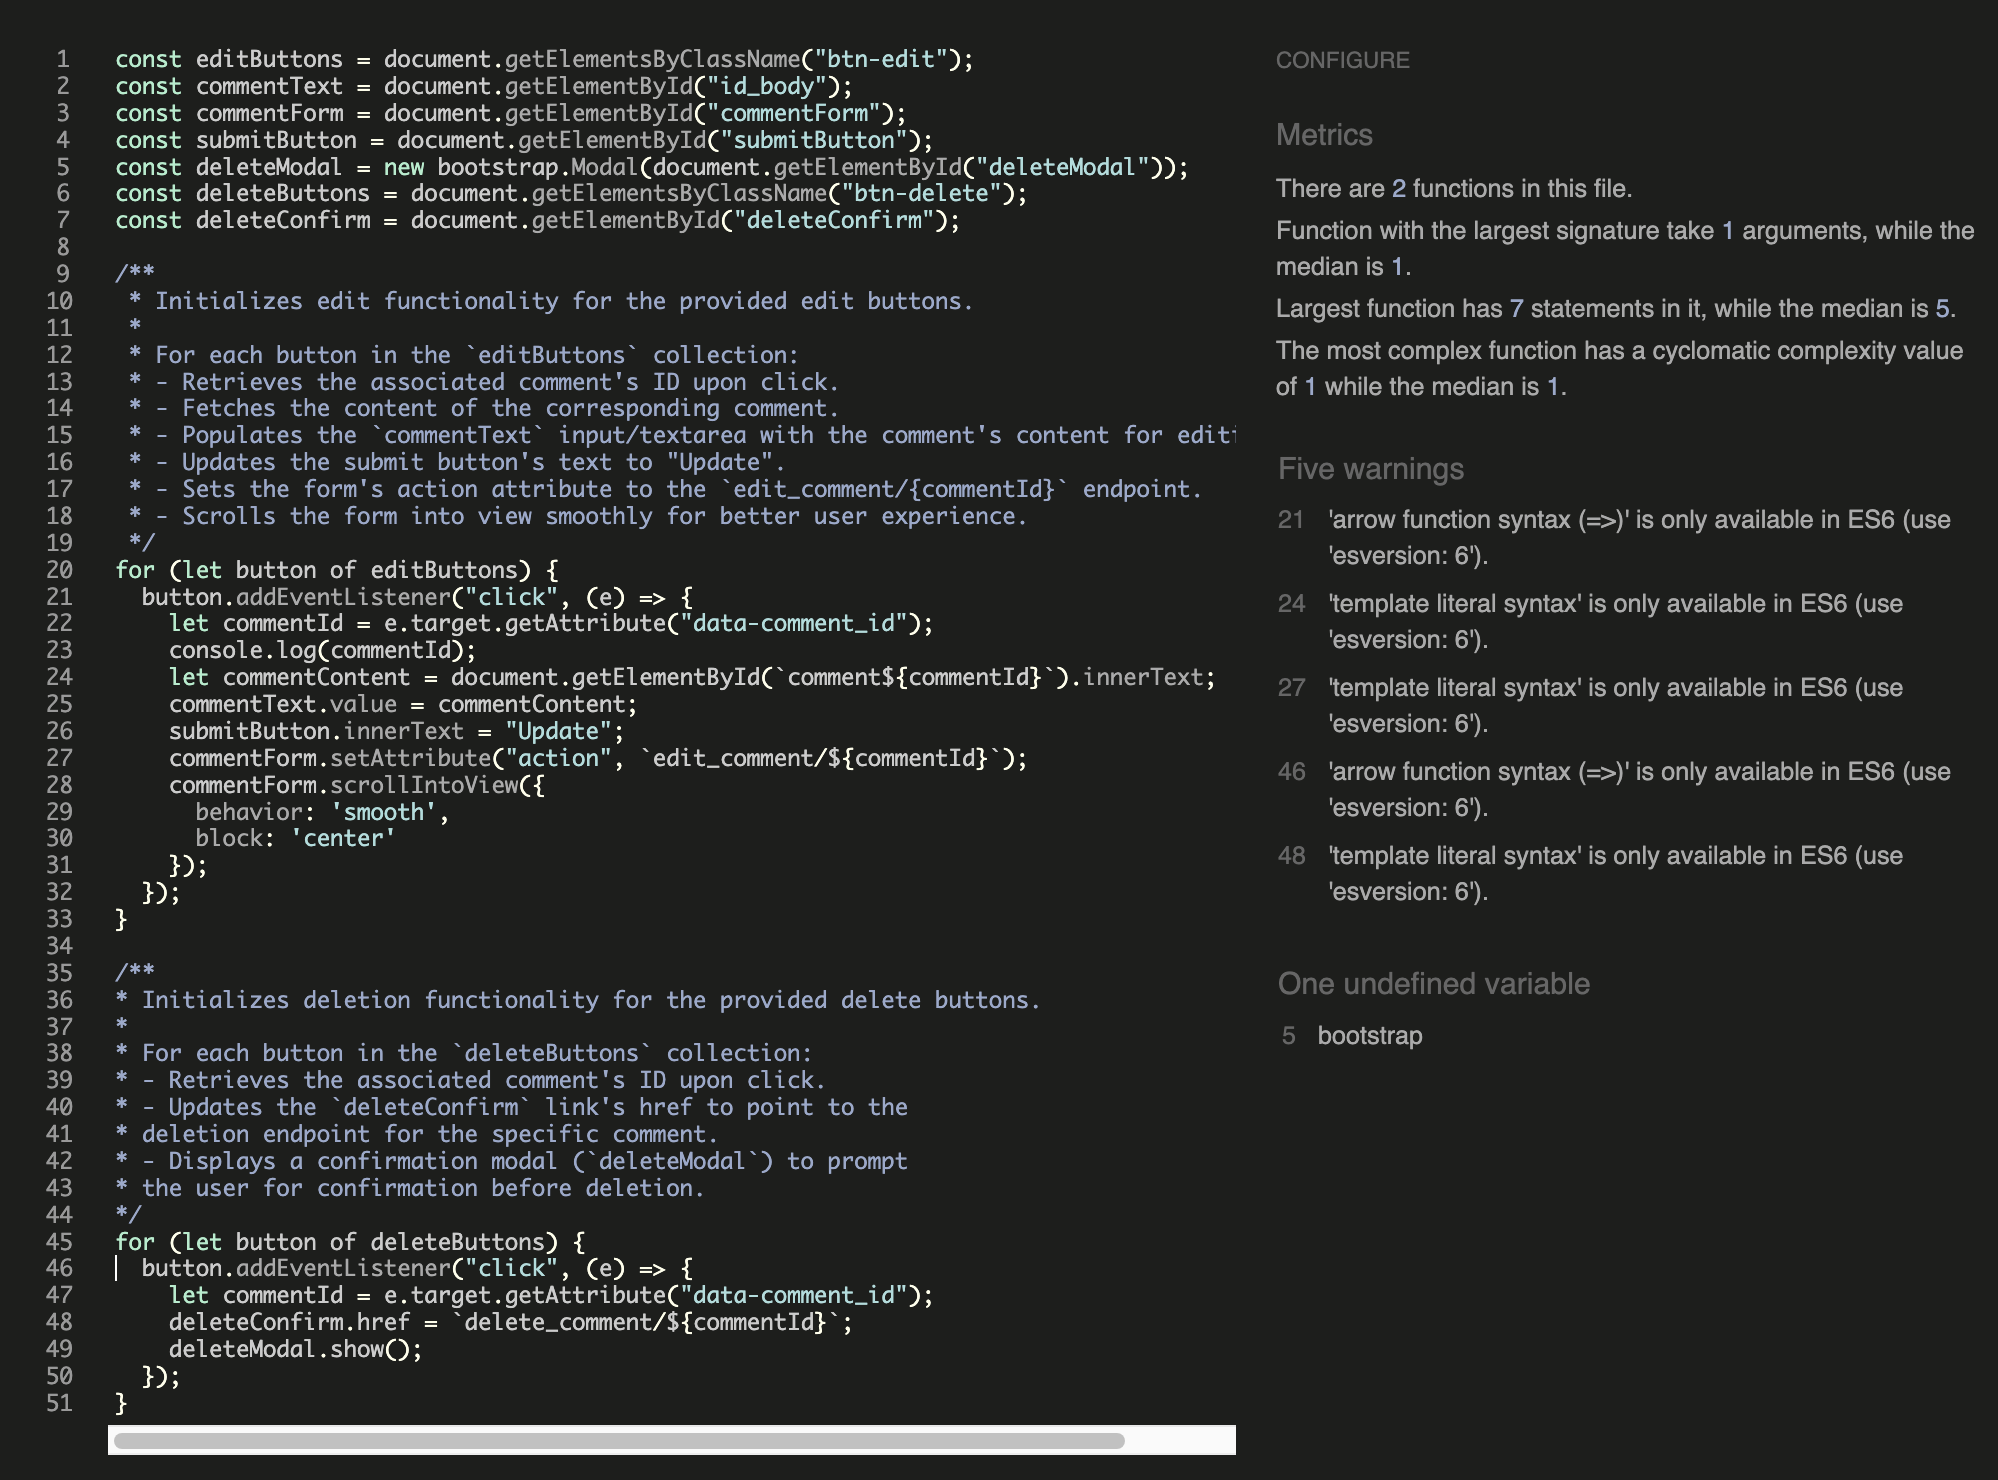 1 const editButtons = document.getElementsByClassName("btn-edit");
2 const commentText = document.getElementById("id_body");
3 const commentForm = document.getElementById("commentForm");
4 const submitButton = document.getElementById("submitButton");
5 const deleteModal = new bootstrap.Modal(document.getElementById("deleteModal"));
6 const deleteButtons = document.getElementsByClassName("btn-delete");
7 const deleteConfirm = document.getElementById("deleteConfirm");
8
9 /**
10 * Initializes edit functionality for the provided edit buttons.
11 *
12 * For each button in the `editButtons` collection:
13 * - Retrieves the associated comment's ID upon click.
14 * - Fetches the content of the corresponding comment.
15 * - Populates the `commentText` input/textarea with the comment's content for editi
16 * - Updates the submit button's text to "Update".
17 * - Sets the form's action attribute to the `edit_comment/{commentId}` endpoint.
18 * - Scrolls the form into view smoothly for better user experience.
19 */
20 for (let button of editButtons) {
21 button.addEventListener("click", (e) => {
22 let commentId = e.target.getAttribute("data-comment_id");
23 console.log(commentId);
24 let commentContent = document.getElementById(`comment${commentId}`).innerText;
25 commentText.value = commentContent;
26 submitButton.innerText = "Update";
27 commentForm.setAttribute("action", `edit_comment/${commentId}`);
28 commentForm.scrollIntoView({
29 behavior: 'smooth',
30 block: 'center'
31 });
32 });
33 }
34
35 /**
36 * Initializes deletion functionality for the provided delete buttons.
37 *
38 * For each button in the `deleteButtons` collection:
39 * - Retrieves the associated comment's ID upon click.
40 * - Updates the `deleteConfirm` link's href to point to the
41 * deletion endpoint for the specific comment.
42 * - Displays a confirmation modal (`deleteModal`) to prompt
43 * the user for confirmation before deletion.
44 */
45 for (let button of deleteButtons) {
46 button.addEventListener("click", (e) => {
47 let commentId = e.target.getAttribute("data-comment_id");
48 deleteConfirm.href = `delete_comment/${commentId}`;
49 deleteModal.show();
50 });
51 }
CONFIGURE
Metrics
There are 2 functions in this file.
Function with the largest signature take 1 arguments, while the
median is 1.
Largest function has 7 statements in it, while the median is 5.
The most complex function has a cyclomatic complexity value
of 1 while the median is 1.
Five warnings
21 'arrow function syntax (=>)' is only available in ES6 (use
'esversion: 6').
24 'template literal syntax' is only available in ES6 (use
'esversion: 6').
27 'template literal syntax' is only available in ES6 (use
'esversion: 6').
46 'arrow function syntax (=>)' is only available in ES6 (use
'esversion: 6').
48 'template literal syntax' is only available in ES6 (use
'esversion: 6').
One undefined variable
5 bootstrap